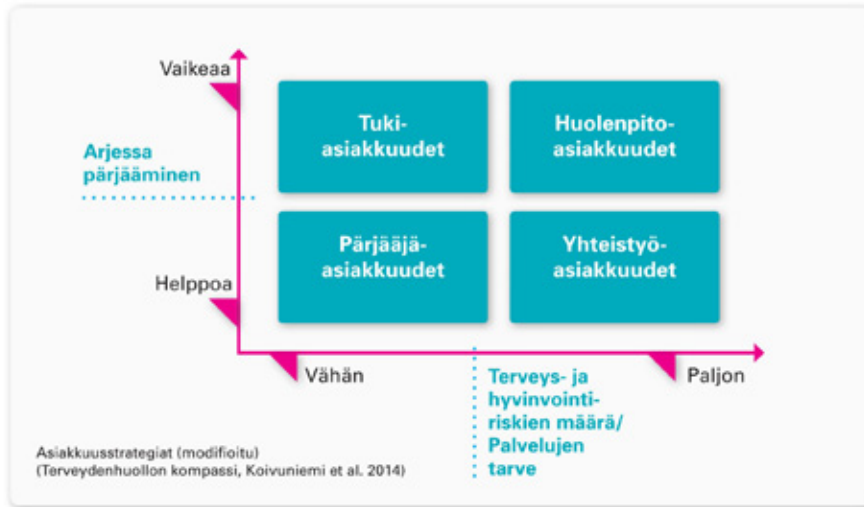 Vaikeaa
Tuki-
asiakkuudet
Huolenpito-
asiakkuudet
Arjessa
pärjääminen
Pärjääjä-
asiakkuudet
Yhteistyö-
asiakkuudet
Helppoa
Vähän
Terveys- ja
hyvinvointi-
riskien määrä/
Palvelujen
tarve
Paljon
Asiakkuusstrategiat (modifioitu)
(Terveydenhuollon kompassi, Koivuniemi et al. 2014)